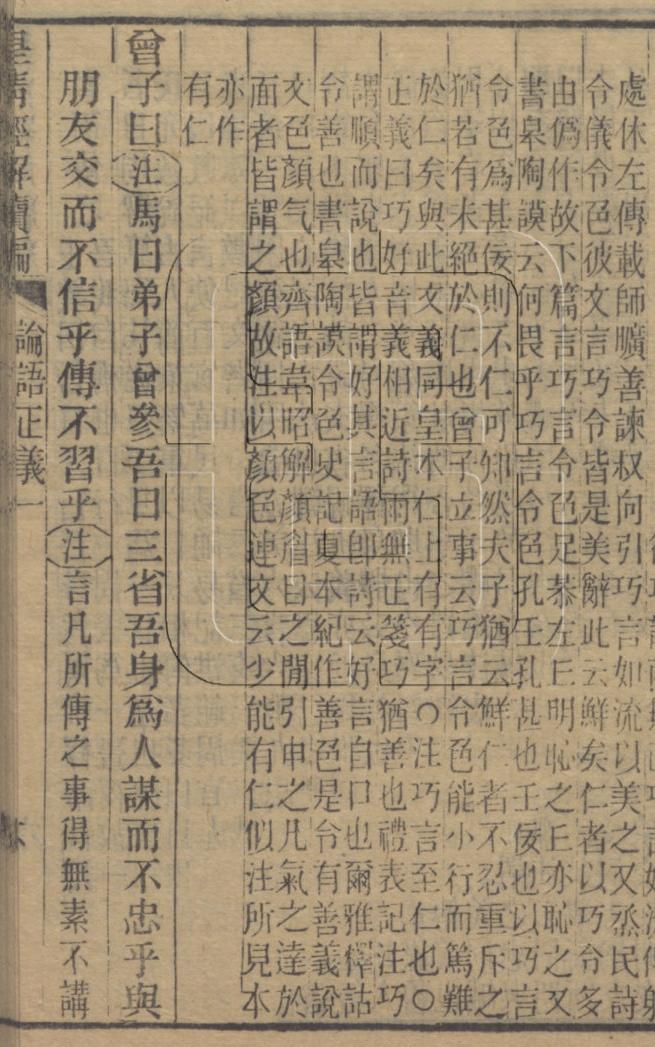 處休左傳載師曠善諫叔向引巧言如流以美之又烝民詩
令儀令色彼文言巧令皆是美辭此云鮮矣仁者以巧令多
由僞作故下篇言巧言令色足恭左丘明恥之丘亦恥之又
書皋陶謨云何畏乎巧言令色孔壬孔甚也壬佞也以巧言
令色爲甚佞則不仁可知然夫子猶云鮮仁者不忍重斥之
猶若有未絕於仁也曾子立事云巧言令色能小行而篤難
於仁矣與此文義同皇本仁上有有字〇注巧言至仁也〇
正義曰巧好音義相近詩雨無正箋巧猶善也禮表記注巧
謂順而說也皆謂好其言語卽詩云好言自口也爾雅釋詁
令善也書皋陶謨令色史記夏本紀作善色是令有善義說
文色顏气也齊語韋昭解顏眉目之閒引申之凡氣之達於
面者皆謂之顏故注以顏色連文云少能有仁似注所見本
亦作
有仁
曾子曰注馬曰弟子曾參吾日三省吾身爲人謀而不忠乎與
朋友交而不信乎傳不習乎注言凡所傳之事得無素不講
皇清經解續編 論語正義一